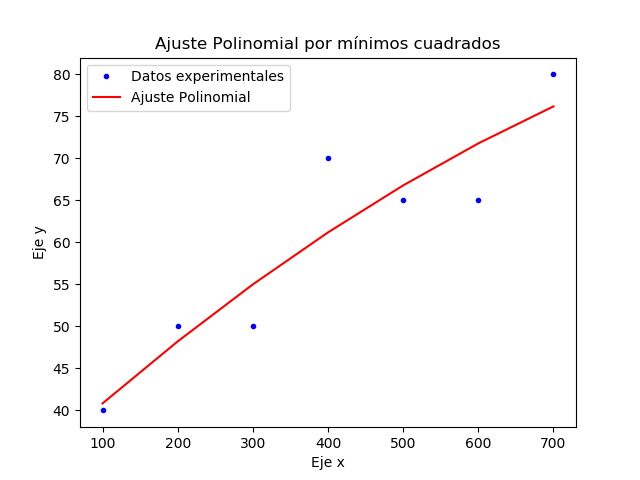 Ajuste Polinomial por mínimos cuadrados
Datos experimentales
Ajuste Polinomial
80
75
70
65
60
55
50
45
40
Eje y
100 200 300 400 500 600 700
Eje x